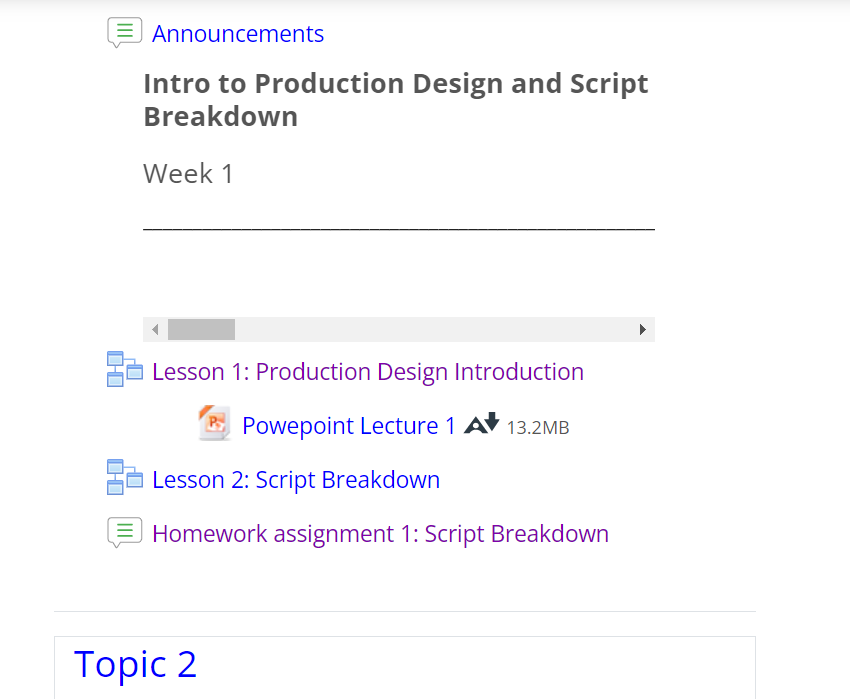 Announcements
Intro to Production Design and Script
Breakdown
Week 1
Lesson 1: Production Design Introduction
Powepoint Lecture 1 13.2MB
Lesson 2: Script Breakdown
Homework assignment 1: Script Breakdown
Topic 2